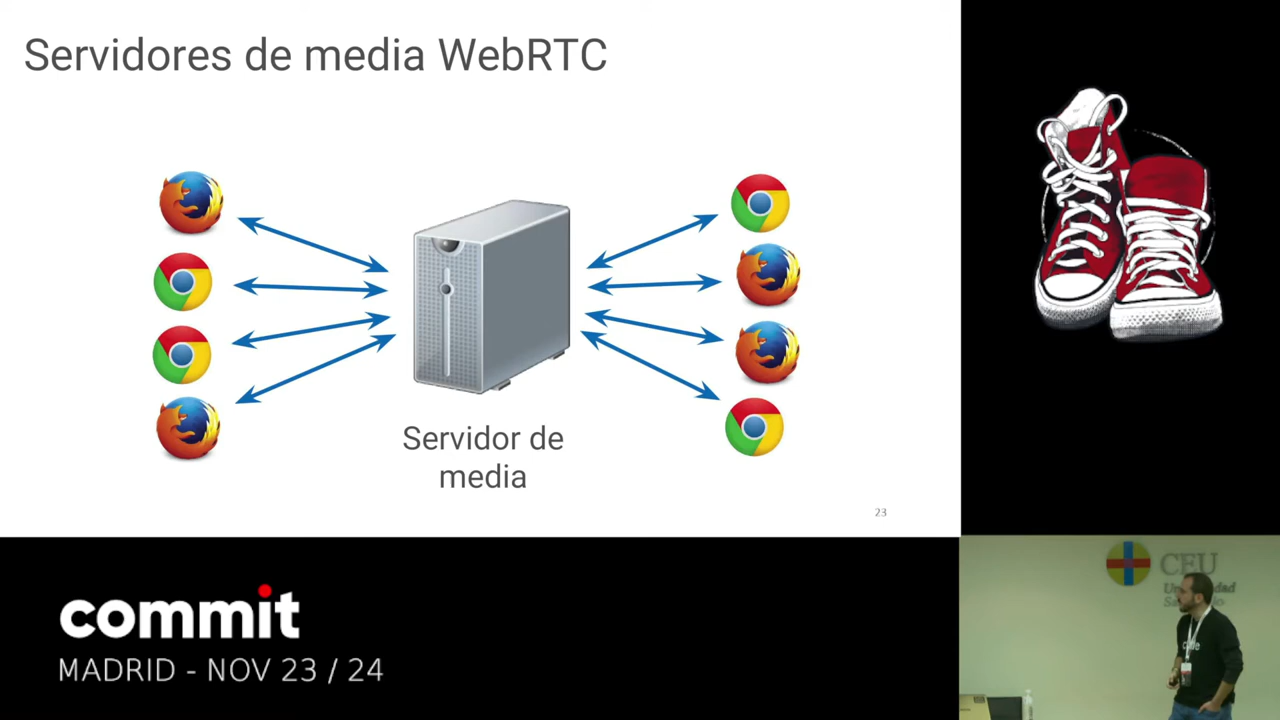 Servidores de media WebRTC
Servidor de
media
23
commit
MADRID - NOV 23 / 24
CEU